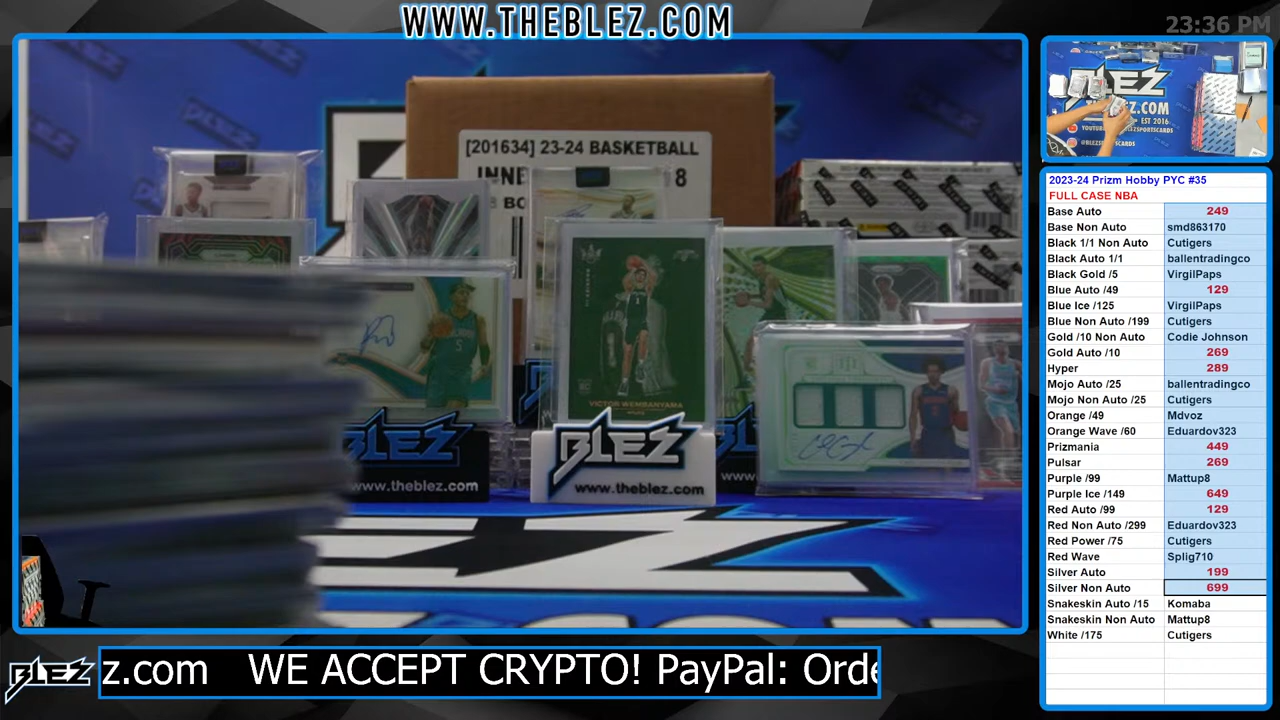 WWW.THEBLEZ.COM
23:36 PM
[201634] 23-24 BASKETBALL
8
VICTOR WEMBANYAMA
BLEZ
www.theblez.com
www.theblez.com
BLEZ
EST 2016
2023-24 Prizm Hobby PYC #35
FULL CASE NBA
Base Auto 249
Base Non Auto smd863170
Black 1/1 Non Auto Cutigers
Black Auto 1/1 ballentradingco
Black Gold /5 VirgilPaps
Blue Auto /49 129
Blue Ice /125 VirgilPaps
Blue Non Auto /199 Cutigers
Gold /10 Non Auto Codie Johnson
Gold Auto /10 269
Hyper 289
Mojo Auto /25 ballentradingco
Mojo Non Auto /25 Cutigers
Orange /49 Mdvoz
Orange Wave /60 Eduardov323
Prizmania 449
Pulsar 269
Purple /99 Mattup8
Purple Ice /149 649
Red Auto /99 129
Red Non Auto /299 Eduardov323
Red Power /75 Cutigers
Red Wave Splig710
Silver Auto 199
Silver Non Auto 699
Snakeskin Auto /15 Komaba
Snakeskin Non Auto Mattup8
White /175 Cutigers
BLEZ
z.com WE ACCEPT CRYPTO! PayPal: Orde